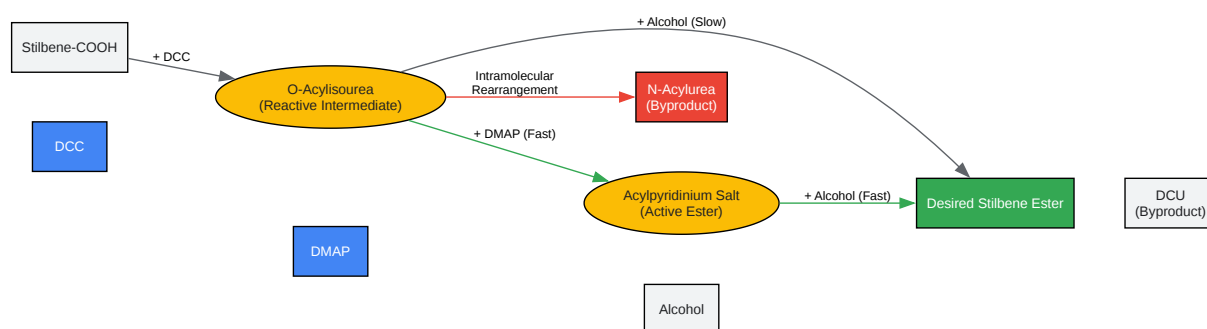 + Alcohol (Slow)
Stilbene-COOH
+ DCC
Intramolecular
Rearrangement
O-Acylisourea
(Reactive Intermediate)
N-Acylurea
(Byproduct)
DCC
+ DMAP (Fast)
Acylpyridinium Salt
(Active Ester)
+ Alcohol (Fast)
Desired Stilbene Ester
DCU
(Byproduct)
DMAP
Alcohol